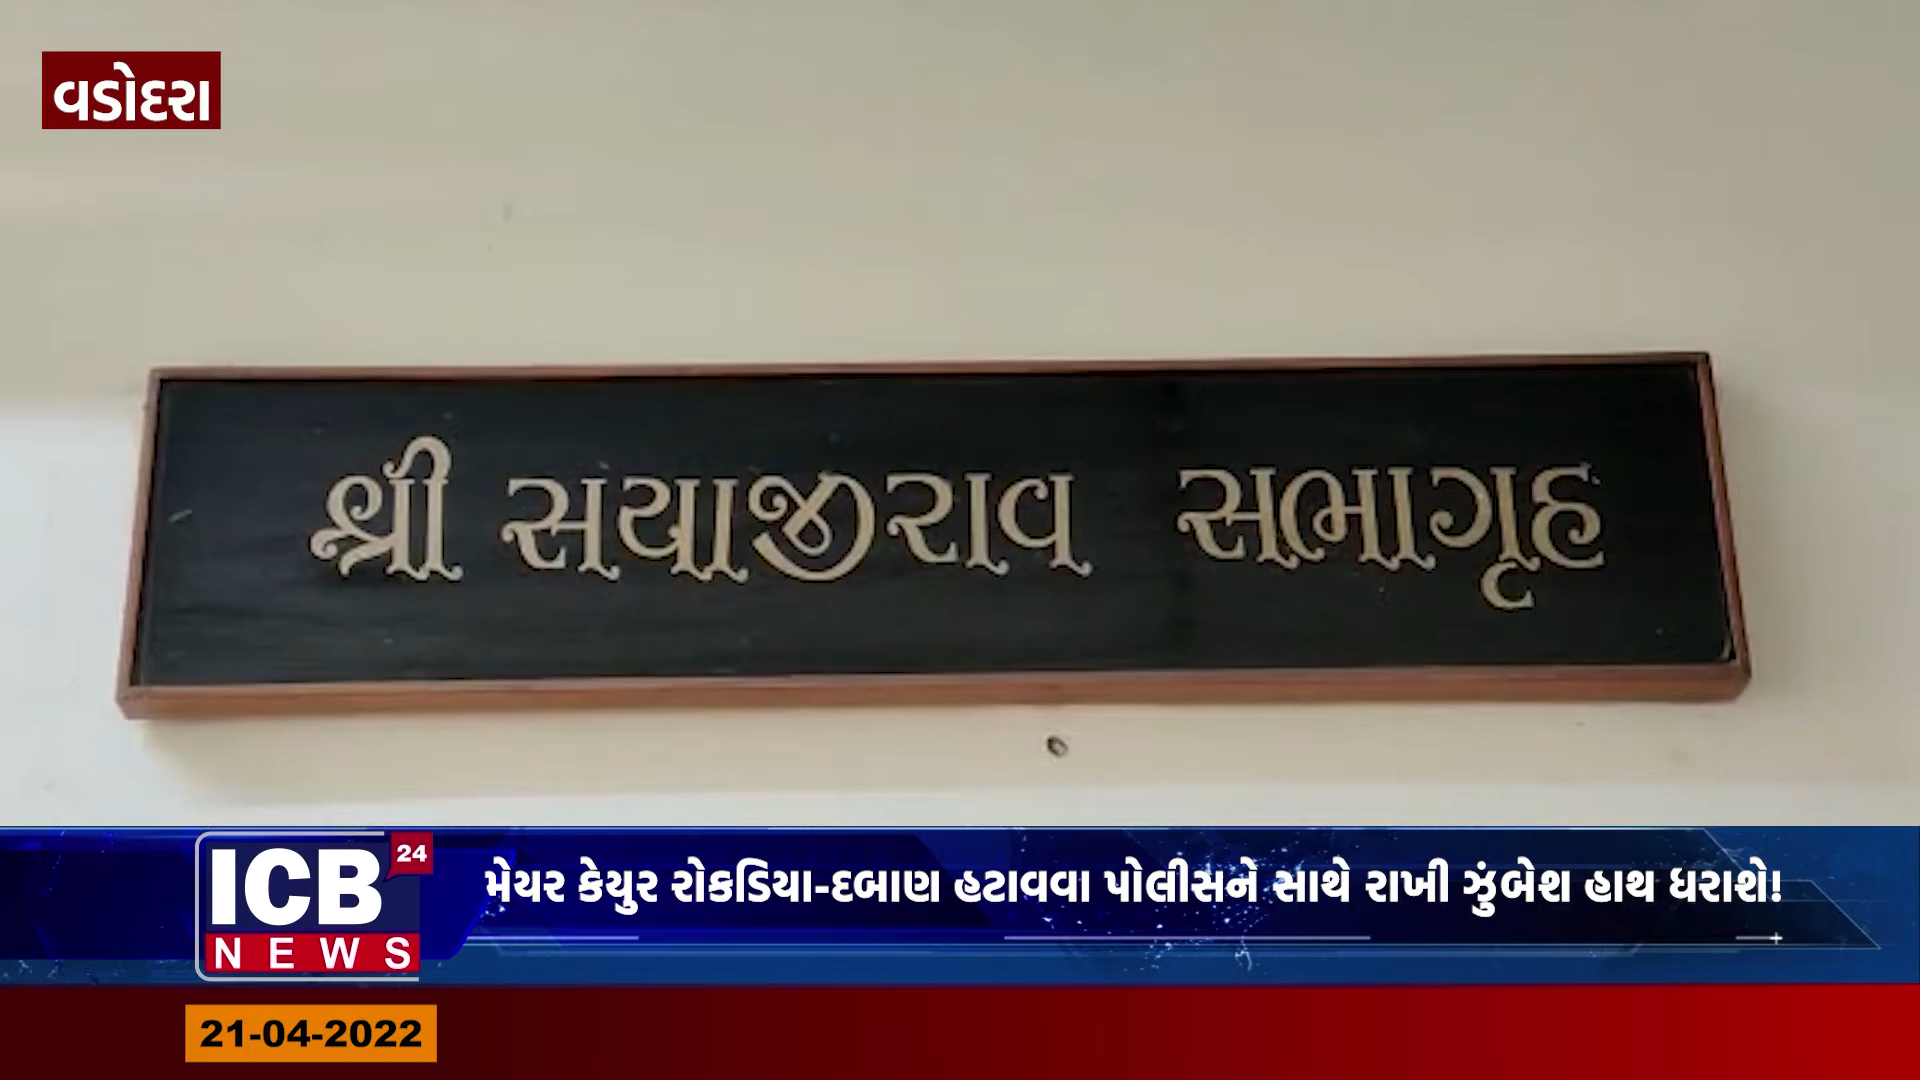 વડોદરા
શ્રી સયાજીરાવ સભાગૃહ
ICB 24
NEWS
મેયર કેયુર રોકડિયા-દબાણ હટાવવા પોલીસને સાથે રાખી ઝુંબેશ હાથ ધરાશે!
21-04-2022